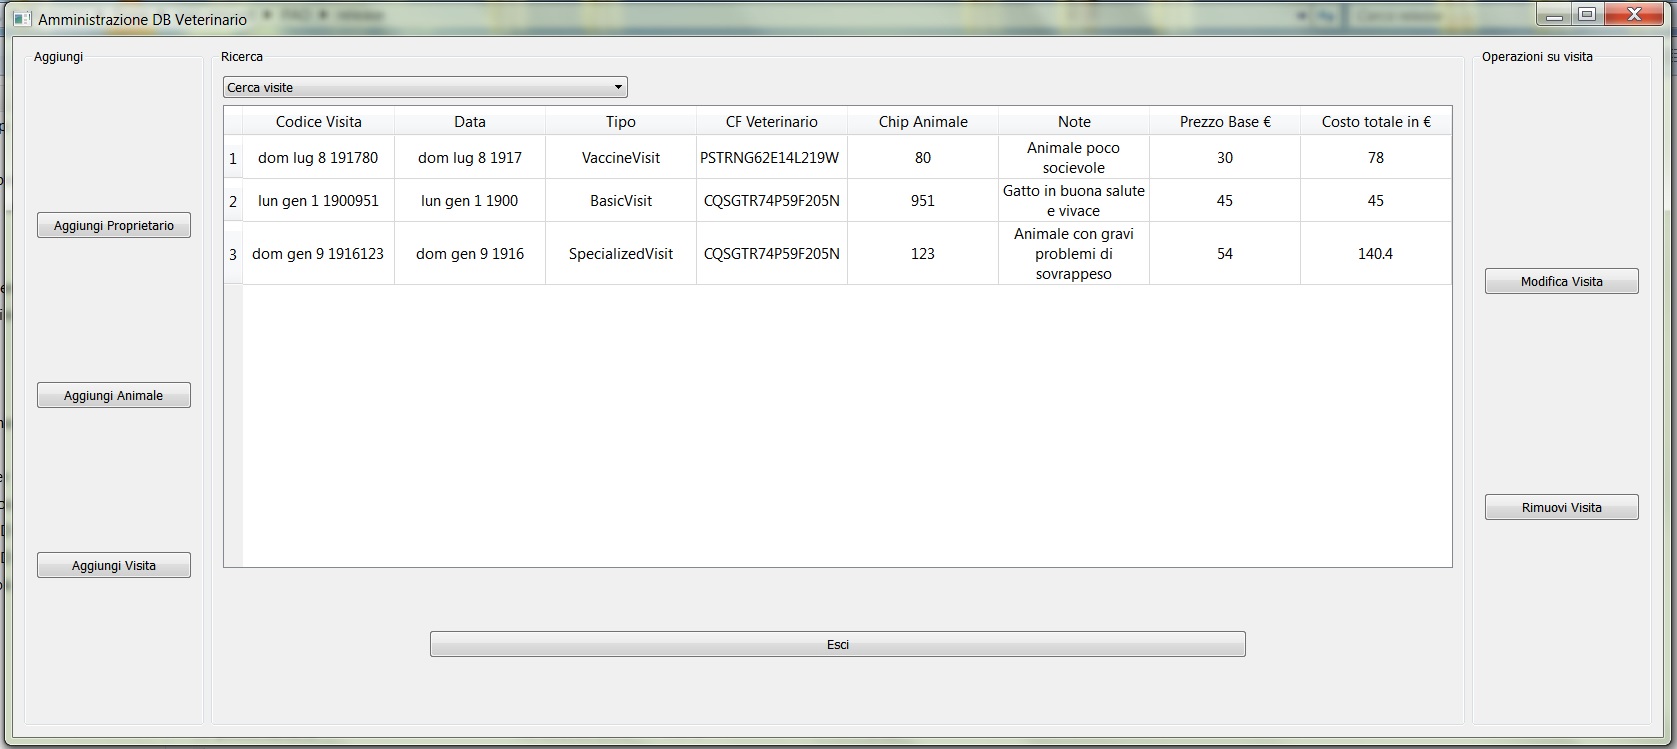 Amministrazione DB Veterinario
Aggiungi
Aggiungi Proprietario
Aggiungi Animale
Aggiungi Visita
Ricerca
Cerca visite
Codice Visita Data Tipo CF Veterinario Chip Animale Note Prezzo Base € Costo totale in €
1 dom lug 8 191780 dom lug 8 1917 VaccineVisit PSTRNG62E14L219W 80 Animale poco
socievole 30 78
2 lun gen 1 1900951 lun gen 1 1900 BasicVisit CQSGTR74P59F205N 951 Gatto in buona salute
e vivace 45 45
3 dom gen 9 1916123 dom gen 9 1916 SpecializedVisit CQSGTR74P59F205N 123 Animale con gravi
problemi di
sovrappeso 54 140.4
Esci
Operazioni su visita
Modifica Visita
Rimuovi Visita